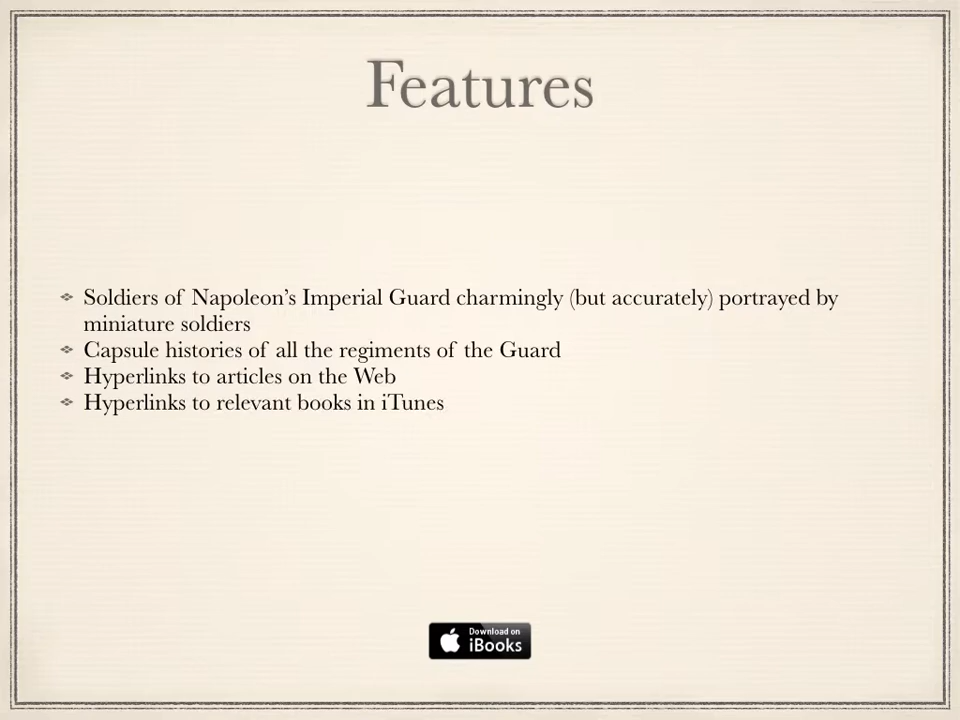 Features
Soldiers of Napoleon’s Imperial Guard charmingly (but accurately) portrayed by
miniature soldiers
Capsule histories of all the regiments of the Guard
Hyperlinks to articles on the Web
Hyperlinks to relevant books in iTunes
Download on
iBooks